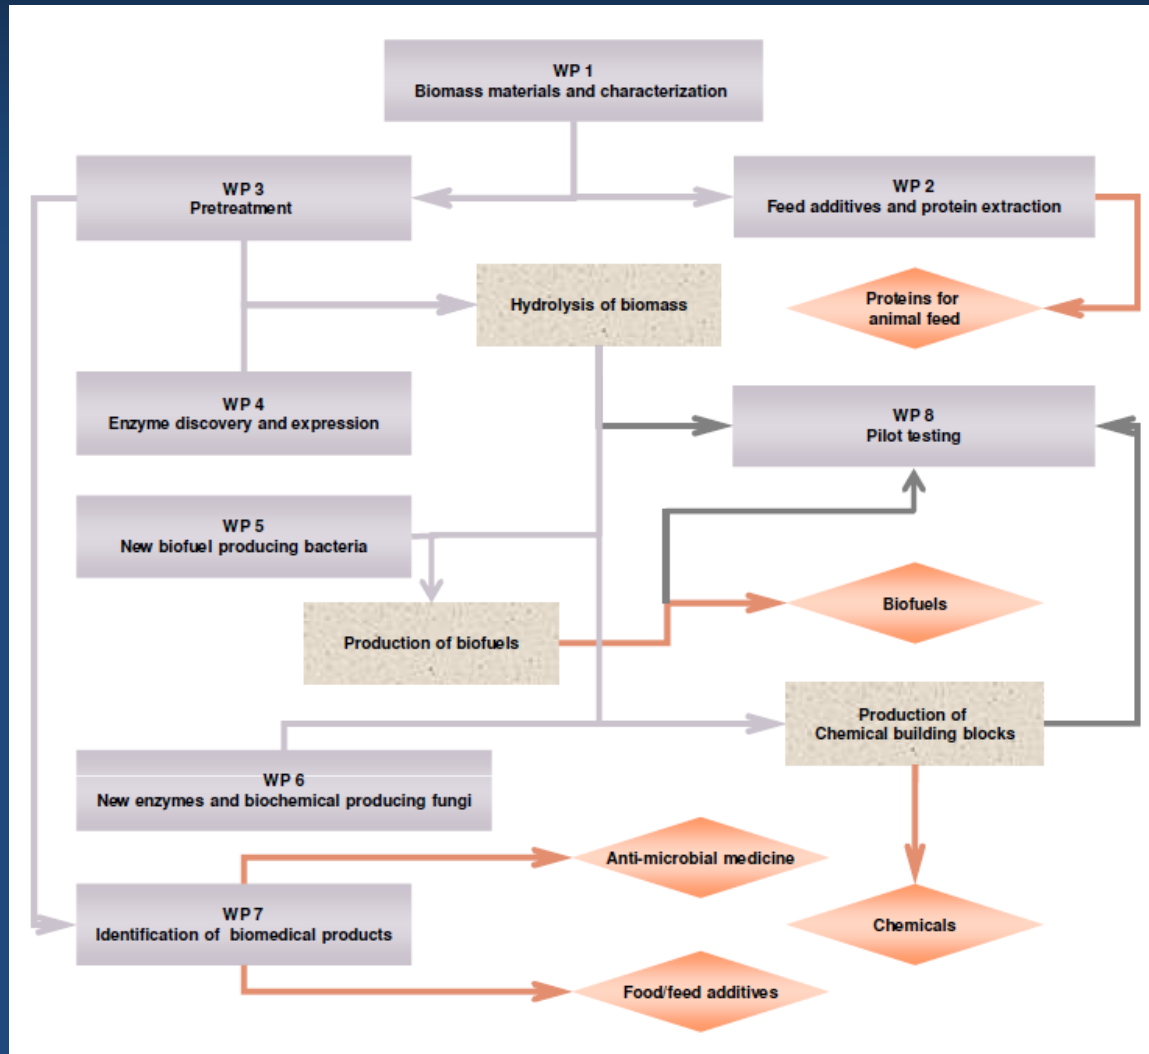 WP 1
Biomass materials and characterization
WP 3
Pretreatment
WP 2
Feed additives and protein extraction
Hydrolysis of biomass
Proteins for
animal feed
WP 4
Enzyme discovery and expression
WP 8
Pilot testing
WP 5
New biofuel producing bacteria
Biofuels
Production of biofuels
Production of
Chemical building blocks
WP 6
New enzymes and biochemical producing fungi
Anti-microbial medicine
WP 7
Identification of biomedical products
Chemicals
Food/feed additives